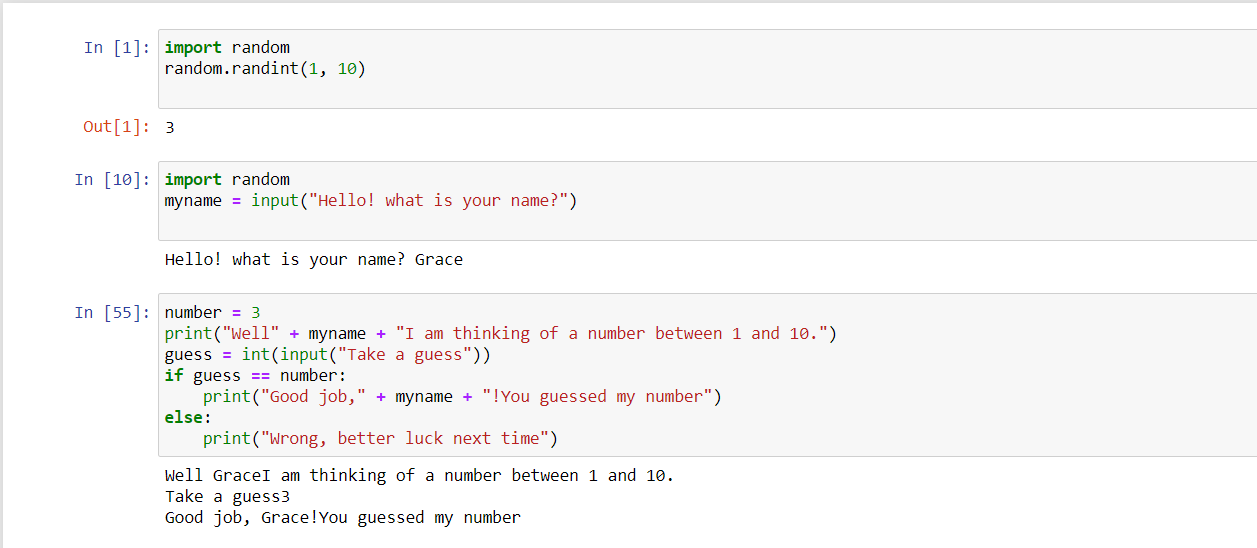 In [1]: import random
random.randint(1, 10)
Out[1]: 3
In [10]: import random
myname = input("Hello! what is your name?")
Hello! what is your name? Grace
In [55]: number = 3
print("Well" + myname + "I am thinking of a number between 1 and 10.")
guess = int(input("Take a guess"))
if guess == number:
    print("Good job," + myname + "!You guessed my number")
else:
    print("Wrong, better luck next time")
Well GraceI am thinking of a number between 1 and 10.
Take a guess3
Good job, Grace!You guessed my number